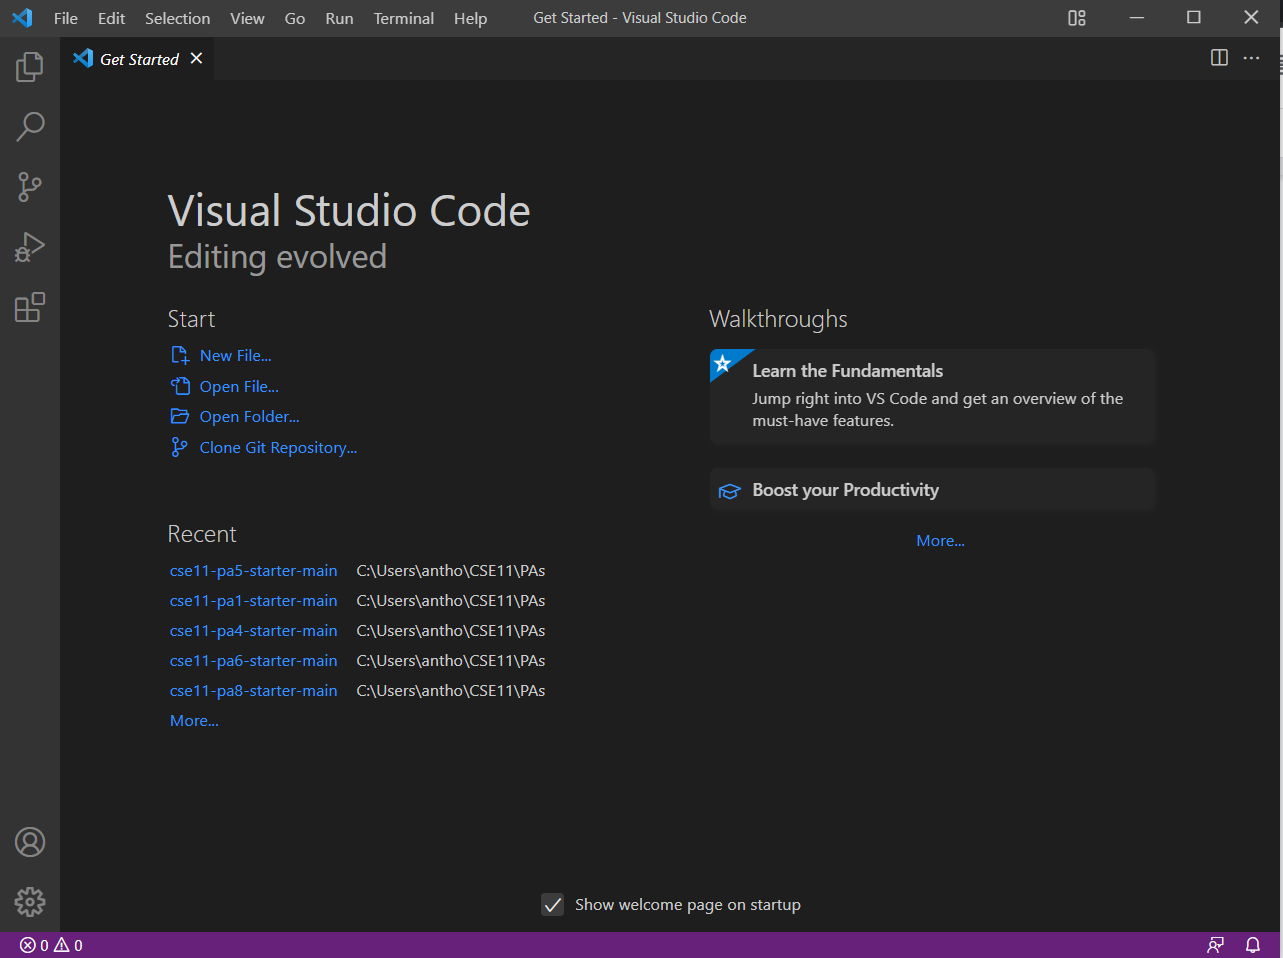 File Edit Selection View Go Run Terminal Help Get Started - Visual Studio Code
Get Started
Visual Studio Code
Editing evolved
Start
New File...
Open File...
Open Folder...
Clone Git Repository...
Recent
cse11-pa5-starter-main C:\Users\antho\CSE11\PAs
cse11-pa1-starter-main C:\Users\antho\CSE11\PAs
cse11-pa4-starter-main C:\Users\antho\CSE11\PAs
cse11-pa6-starter-main C:\Users\antho\CSE11\PAs
cse11-pa8-starter-main C:\Users\antho\CSE11\PAs
More...
Walkthroughs
Learn the Fundamentals
Jump right into VS Code and get an overview of the
must-have features.
Boost your Productivity
More...
Show welcome page on startup
0 0